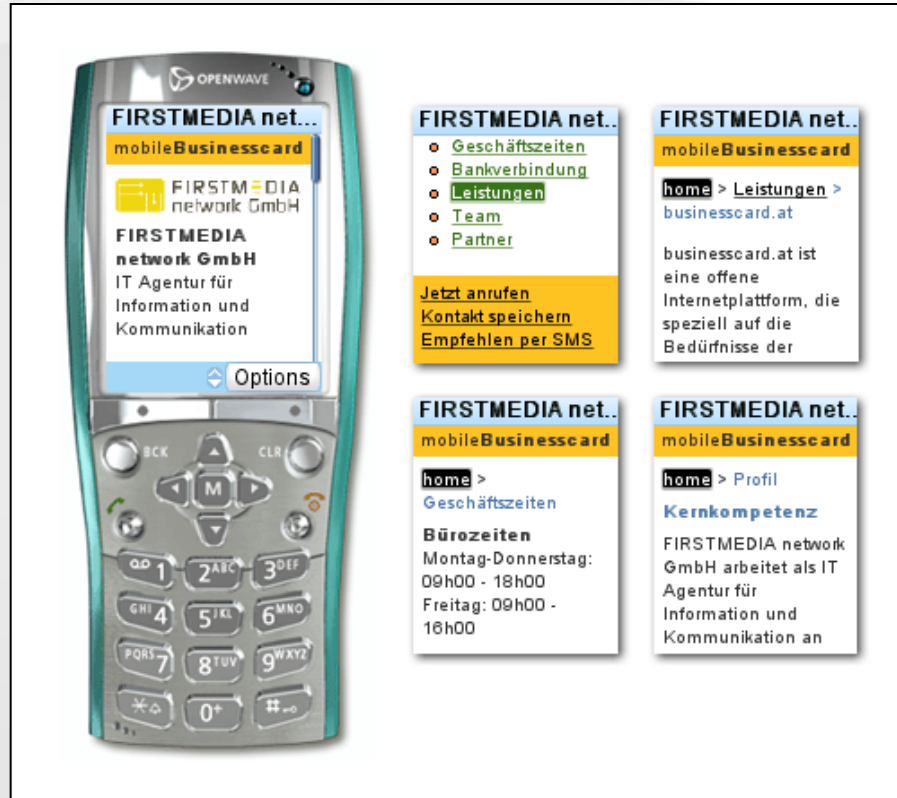 OPENWAVE
FIRSTMEDIA net...
mobileBusinesscard
FIRSTMEDIA
network GmbH
FIRSTMEDIA
network GmbH
IT Agentur für
Information und
Kommunikation
Options
BCK
CLR
M
1
2ABC
3DEF
GHI4
5JKL
6MNO
PQRS7
8TUV
9WXYZ
*
0+
#
FIRSTMEDIA net..
Geschäftszeiten
Bankverbindung
Leistungen
Team
Partner
Jetzt anrufen
Kontakt speichern
Empfehlen per SMS
FIRSTMEDIA net..
mobileBusinesscard
home > Leistungen >
businesscard.at
businesscard.at ist
eine offene
Internetplattform, die
speziell auf die
Bedürfnisse der
FIRSTMEDIA net..
mobileBusinesscard
home >
Geschäftszeiten
Bürozeiten
Montag-Donnerstag:
09h00 - 18h00
Freitag: 09h00 -
16h00
FIRSTMEDIA net..
mobileBusinesscard
home > Profil
Kernkompetenz
FIRSTMEDIA network
GmbH arbeitet als IT
Agentur für
Information und
Kommunikation an